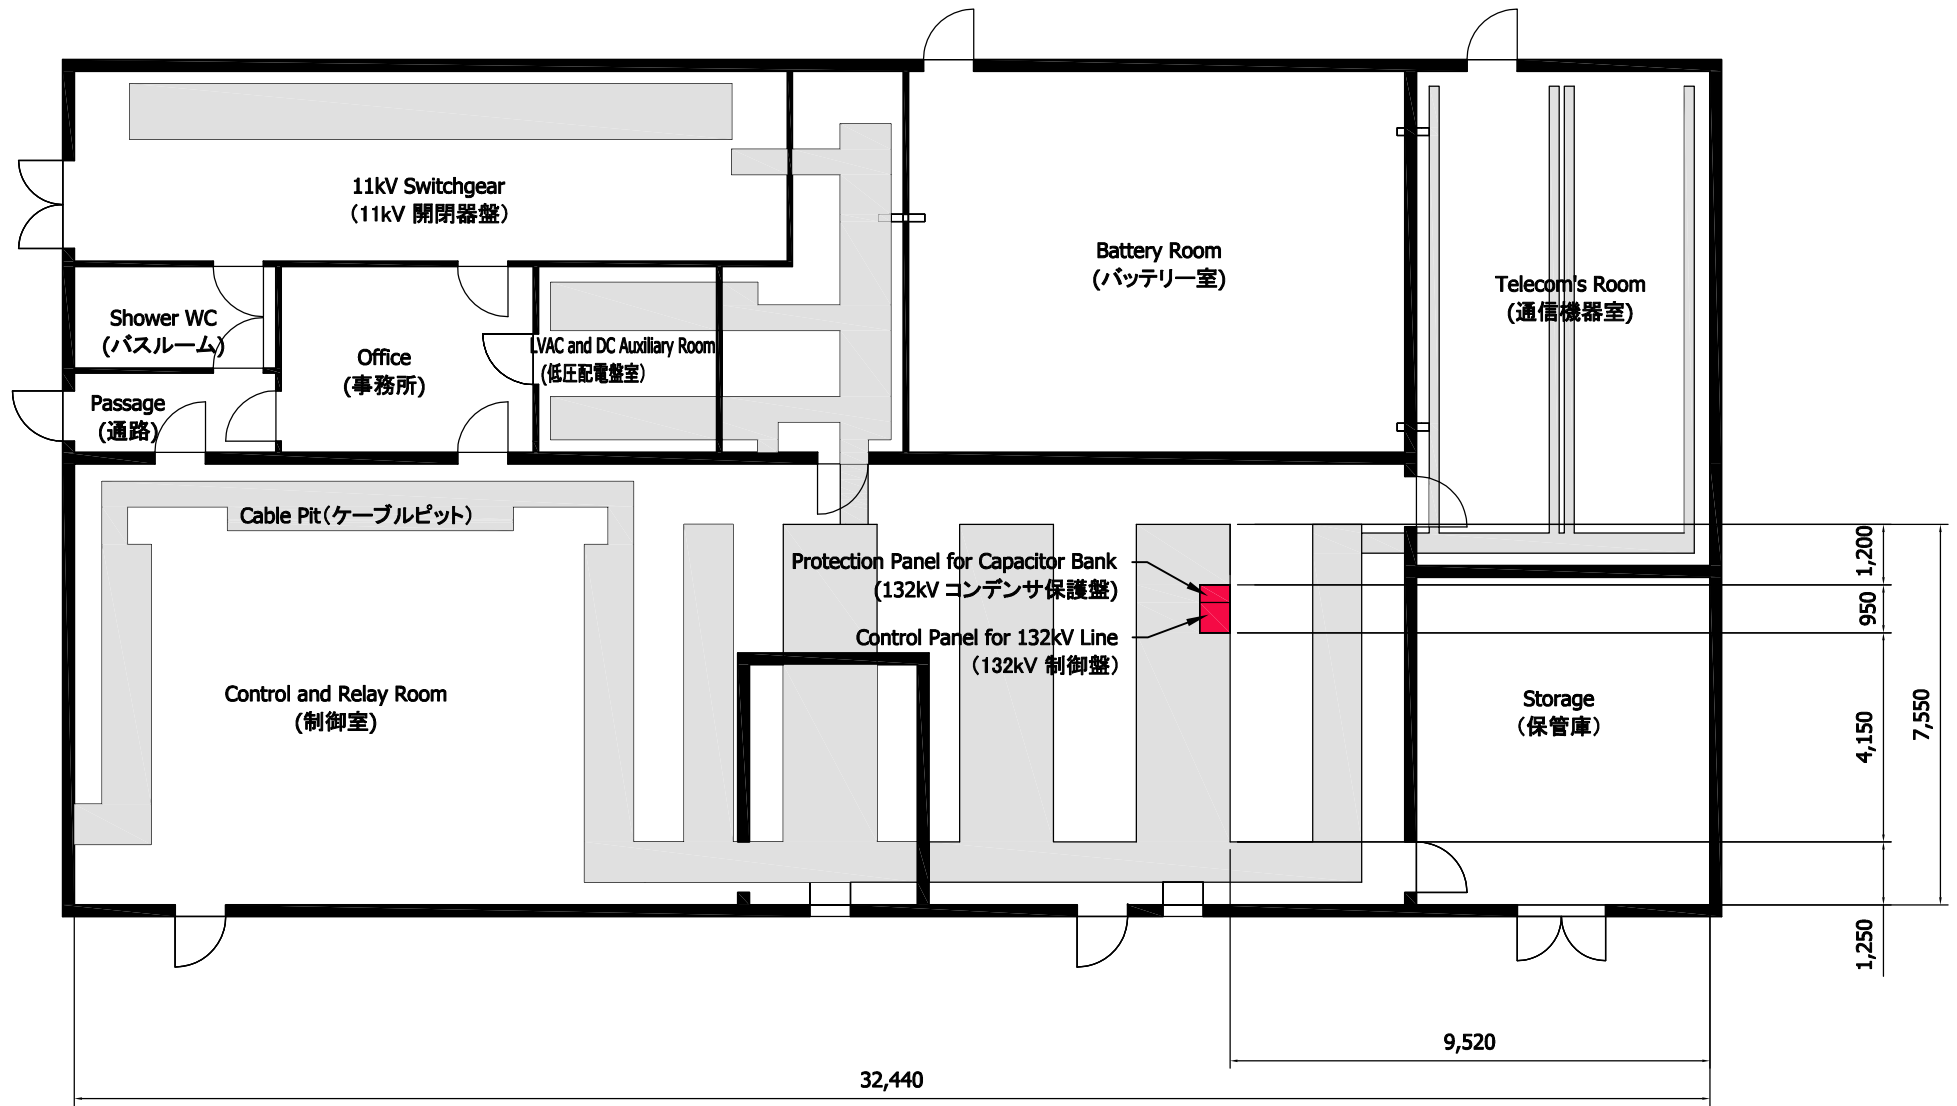 11kV Switchgear
（11kV 開閉器盤）
Battery Room
(バッテリー室)
Telecom's Room
(通信機器室)
Shower WC
(バスルーム)
Office
(事務所)
LVAC and DC Auxiliary Room
(低圧配電盤室）
Passage
(通路)
Cable Pit(ケーブルピット）
Protection Panel for Capacitor Bank
(132kV コンデンサ保護盤)
Control Panel for 132kV Line
（132kV 制御盤）
Control and Relay Room
(制御室)
Storage
（保管庫）
1,200
950
4,150
7,550
1,250
9,520
32,440